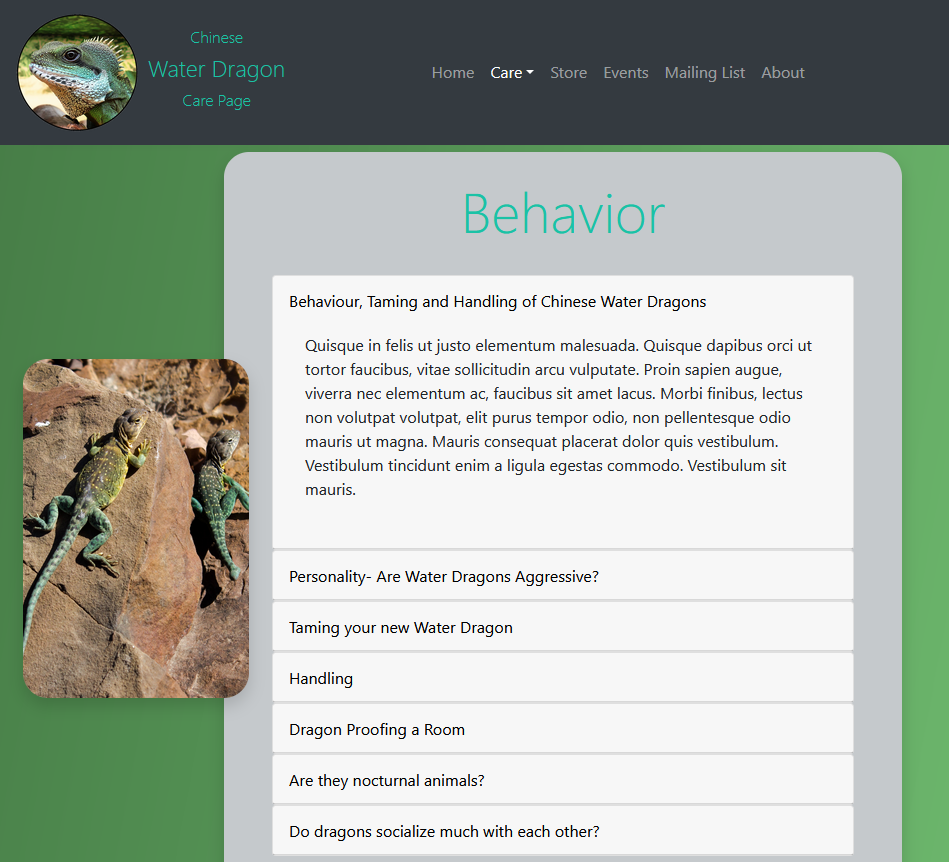 Chinese
Water Dragon
Care Page
Home Care Store Events Mailing List About
Behavior
Behaviour, Taming and Handling of Chinese Water Dragons
Quisque in felis ut justo elementum malesuada. Quisque dapibus orci ut
tortor faucibus, vitae sollicitudin arcu vulputate. Proin sapien augue,
viverra nec elementum ac, faucibus sit amet lacus. Morbi finibus, lectus
non volutpat volutpat, elit purus tempor odio, non pellentesque odio
mauris ut magna. Mauris consequat placerat dolor quis vestibulum.
Vestibulum tincidunt enim a ligula egestas commodo. Vestibulum sit
mauris.
Personality- Are Water Dragons Aggressive?
Taming your new Water Dragon
Handling
Dragon Proofing a Room
Are they nocturnal animals?
Do dragons socialize much with each other?